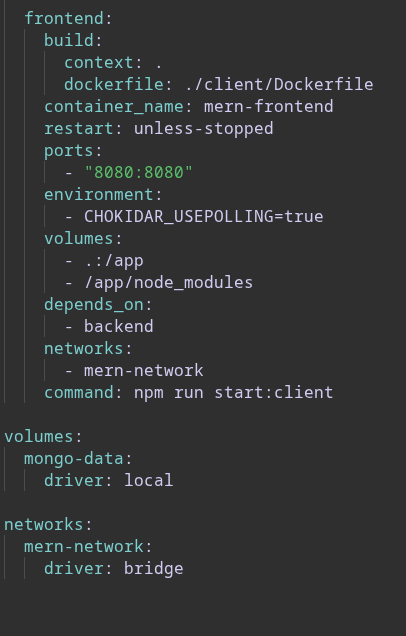 frontend:
build:
context: .
dockerfile: ./client/Dockerfile
container_name: mern-frontend
restart: unless-stopped
ports:
- "8080:8080"
environment:
- CHOKIDAR_USEPOLLING=true
volumes:
- .:/app
- /app/node_modules
depends_on:
- backend
networks:
- mern-network
command: npm run start:client
volumes:
mongo-data:
driver: local
networks:
mern-network:
driver: bridge